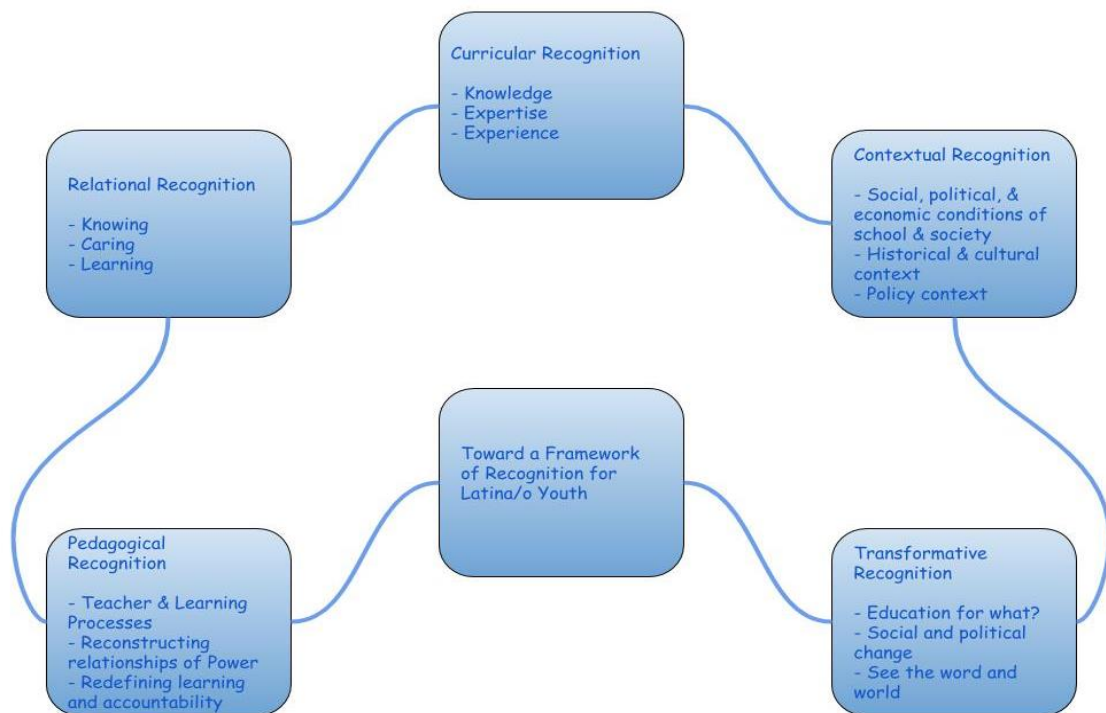 Curricular Recognition
- Knowledge
- Expertise
- Experience
Relational Recognition
- Knowing
- Caring
- Learning
Contextual Recognition
- Social, political, &
economic conditions of
school & society
- Historical & cultural
context
- Policy context
Toward a Framework
of Recognition for
Latina/o Youth
Pedagogical
Recognition
- Teacher & Learning
Processes
- Reconstructing
relationships of Power
- Redefining learning
and accountability
Transformative
Recognition
- Education for what?
- Social and political
change
- See the word and
world